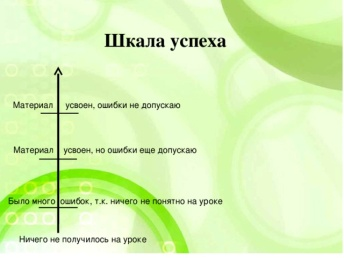 Шкала успеха
Материал усвоен, ошибки не допускаю
Материал усвоен, но ошибки еще допускаю
Было много ошибок, т.к. ничего не понятно на уроке
Ничего не получилось на уроке